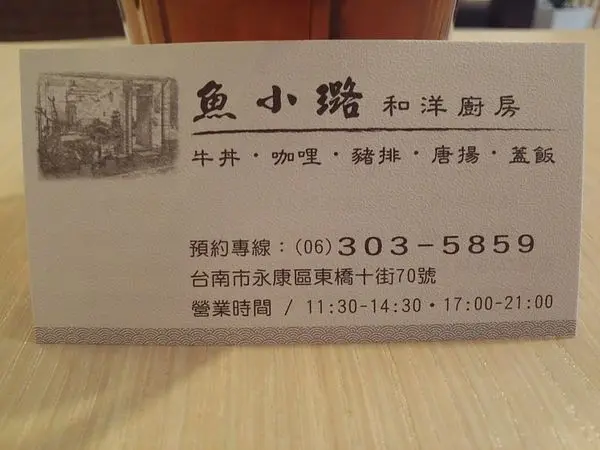 魚小璐 和洋廚房
牛丼·咖哩·豬排·唐揚·蓋飯
預約專線：(06)303-5859
台南市永康區東橋十街70號
營業時間 / 11:30-14:30·17:00-21:00